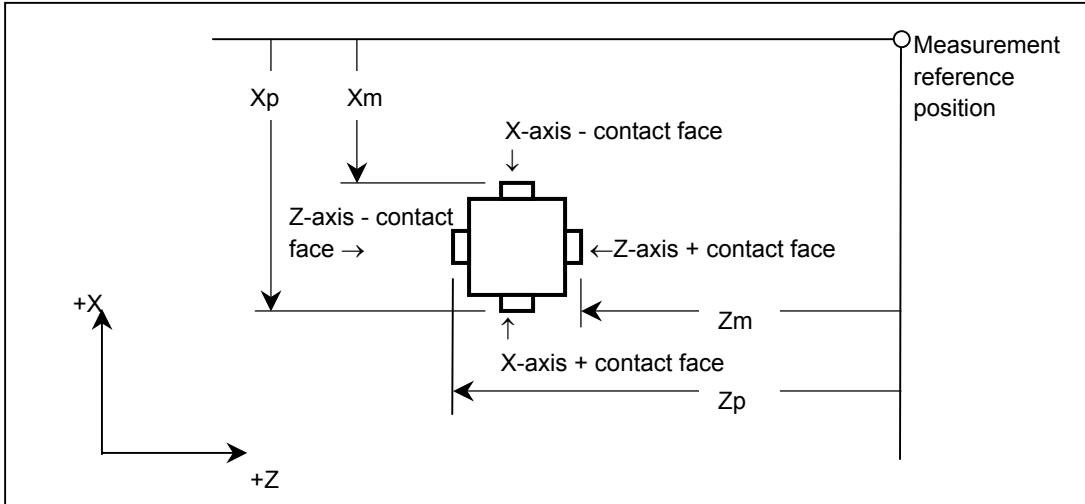 Measurement
reference
position
Xp
Xm
X-axis - contact face
↓
Z-axis - contact
face →
←Z-axis + contact face
+X
Zm
↑
X-axis + contact face
Zp
+Z